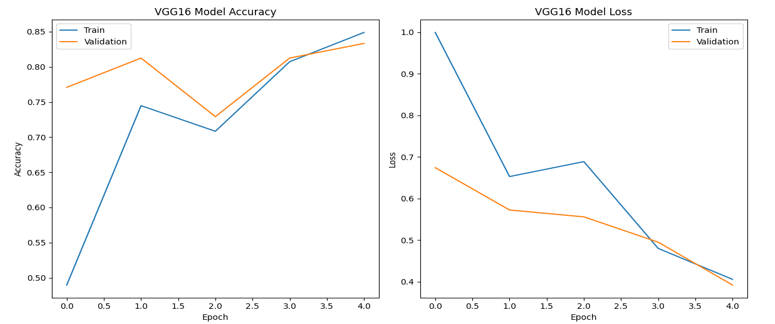 VGG16 Model Accuracy
Train
Validation
Accuracy
0.85
0.80
0.75
0.70
0.65
0.60
0.55
0.50
0.0 0.5 1.0 1.5 2.0 2.5 3.0 3.5 4.0
Epoch
VGG16 Model Loss
Train
Validation
Loss
1.0
0.9
0.8
0.7
0.6
0.5
0.4
0.0 0.5 1.0 1.5 2.0 2.5 3.0 3.5 4.0
Epoch